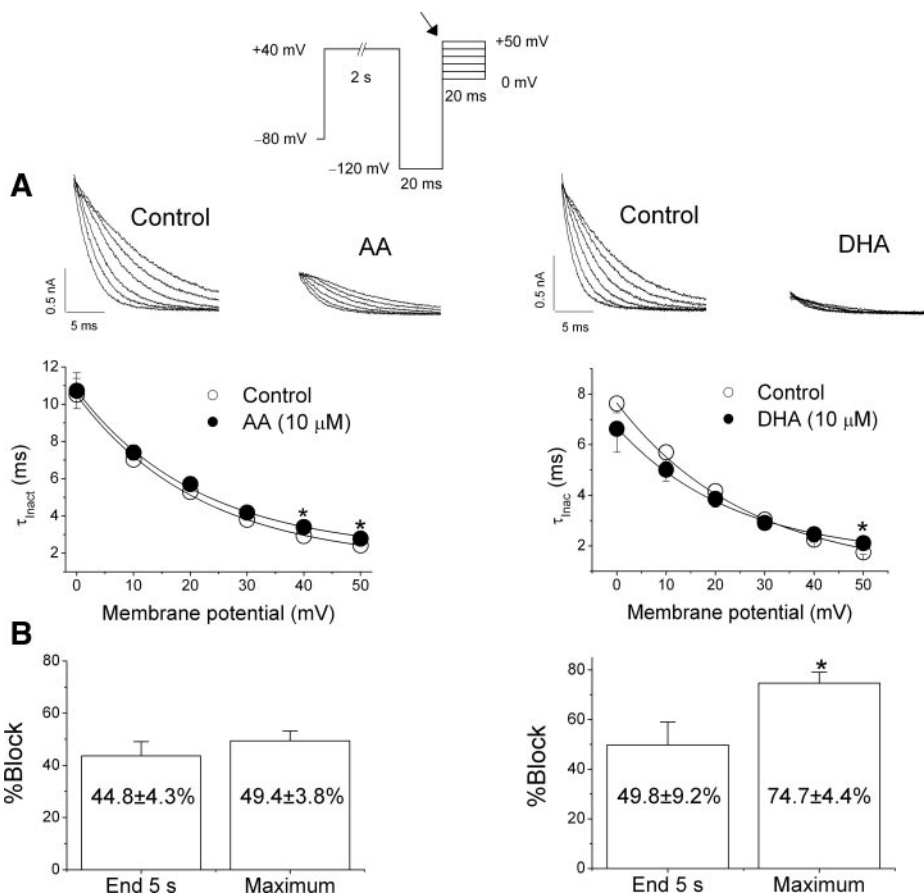 +40 mV
2 s
−80 mV
−120 mV
20 ms
+50 mV
0 mV
20 ms
A
Control
AA
0.5 nA
5 ms
Control
DHA
0.5 nA
5 ms
12
10
8
6
4
2
τInact (ms)
Control
AA (10 μM)
* *
0 10 20 30 40 50
Membrane potential (mV)
8
6
4
2
τInac (ms)
Control
DHA (10 μM)
*
0 10 20 30 40 50
Membrane potential (mV)
B
80
60
40
20
0
%Block
44.8±4.3%
49.4±3.8%
End 5 s
Maximum
80
60
40
20
0
%Block
*
49.8±9.2%
74.7±4.4%
End 5 s
Maximum